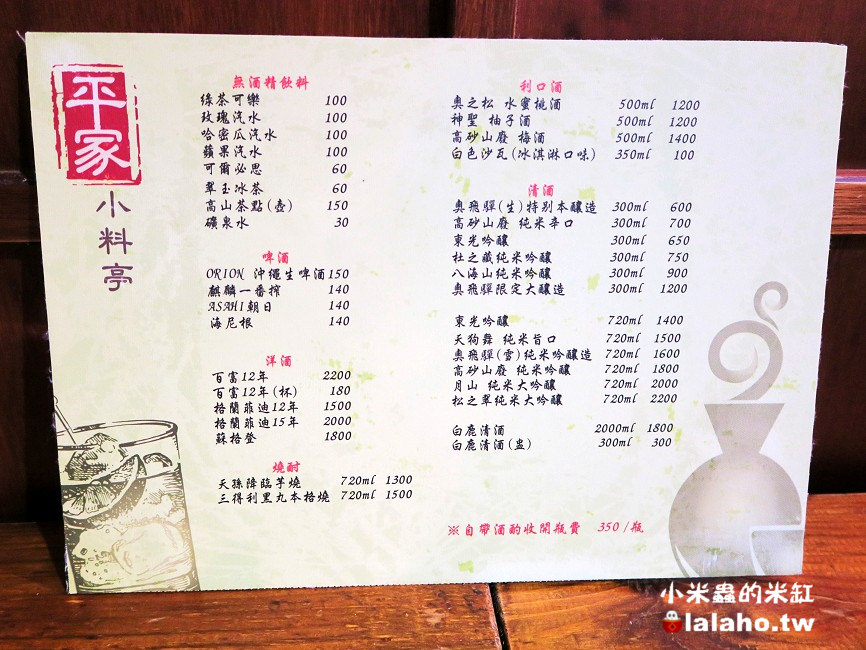 平家
小料亭
無酒精飲料
綠茶可樂 100
玫瑰汽水 100
哈密瓜汽水 100
蘋果汽水 100
可爾必思 60
翠玉冰茶 60
高山茶點(壺) 150
礦泉水 30
啤酒
ORION 沖繩生啤酒 150
麒麟一番搾 140
ASAHI朝日 140
海尼根 140
洋酒
百富12年 2200
百富12年(杯) 180
格蘭菲迪12年 1500
格蘭菲迪15年 2000
蘇格登 1800
燒酎
天孫降臨芋燒 720ml 1300
三得利黑丸本格燒 720ml 1500
利口酒
奧之松 水蜜桃酒 500ml 1200
神聖 柚子酒 500ml 1200
高砂山廢 梅酒 500ml 1400
白色沙瓦(冰淇淋口味) 350ml 100
清酒
奧飛驒(生)特別本釀造 300ml 600
高砂山廢 純米辛口 300ml 700
東光吟釀 300ml 650
杜之藏純米吟釀 300ml 750
八海山純米吟釀 300ml 900
奧飛驒限定大釀造 300ml 1200
東光吟釀 720ml 1400
天狗舞 純米旨口 720ml 1500
奧飛驒(雪)純米吟釀造 720ml 1600
高砂山廢 純米吟釀 720ml 1800
月山 純米大吟釀 720ml 2000
松之翠純米大吟釀 720ml 2200
白鹿清酒 2000ml 1800
白鹿清酒(盅) 300ml 300
※自帶酒酌收開瓶費 350/瓶
小米蟲的米缸
lalaho.tw